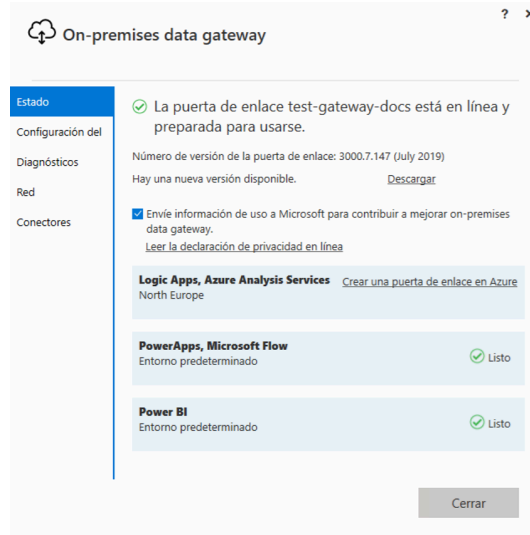 ?
On-premises data gateway
Estado
Configuración del
Diagnósticos
Red
Conectores
La puerta de enlace test-gateway-docs está en línea y
preparada para usarse.
Número de versión de la puerta de enlace: 3000.7.147 (July 2019)
Hay una nueva versión disponible. Descargar
Envíe información de uso a Microsoft para contribuir a mejorar on-premises
data gateway.
Leer la declaración de privacidad en línea
Logic Apps, Azure Analysis Services Crear una puerta de enlace en Azure
North Europe
PowerApps, Microsoft Flow
Entorno predeterminado
Listo
Power BI
Entorno predeterminado
Listo
Cerrar